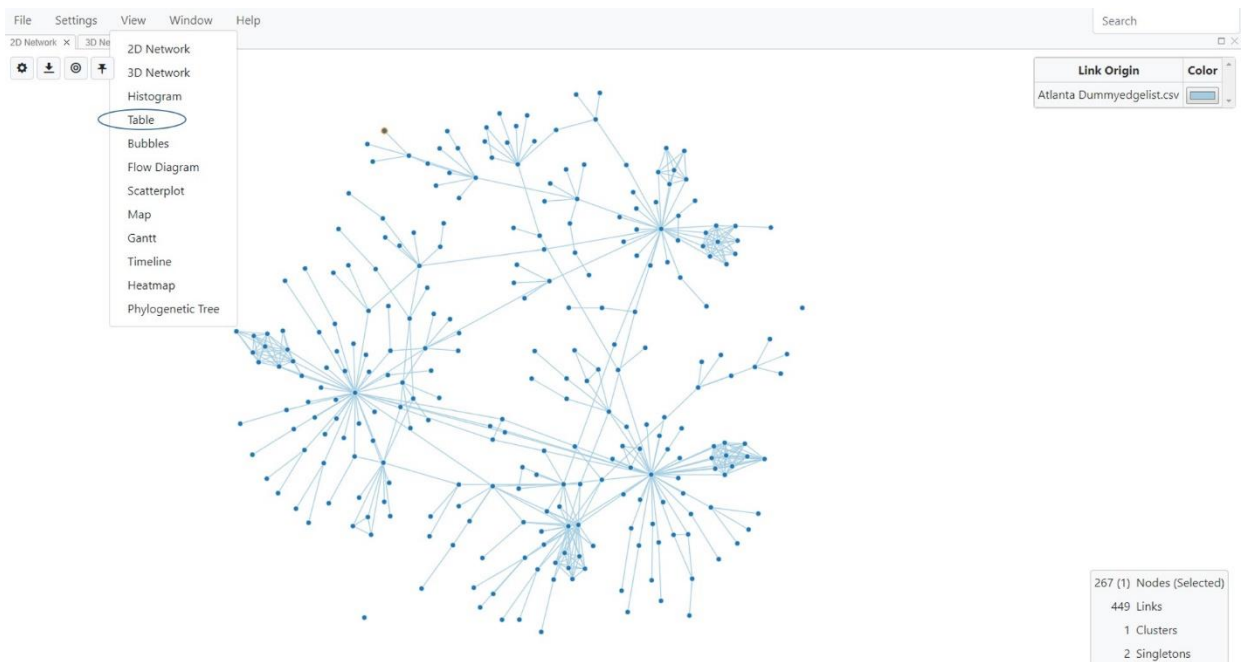 File Settings View Window Help Search
2D Network × 3D Ne
2D Network
3D Network
Histogram
Table
Bubbles
Flow Diagram
Scatterplot
Map
Gantt
Timeline
Heatmap
Phylogenetic Tree
Link Origin Color
Atlanta Dummyedgelist.csv
267 (1) Nodes (Selected)
449 Links
1 Clusters
2 Singletons